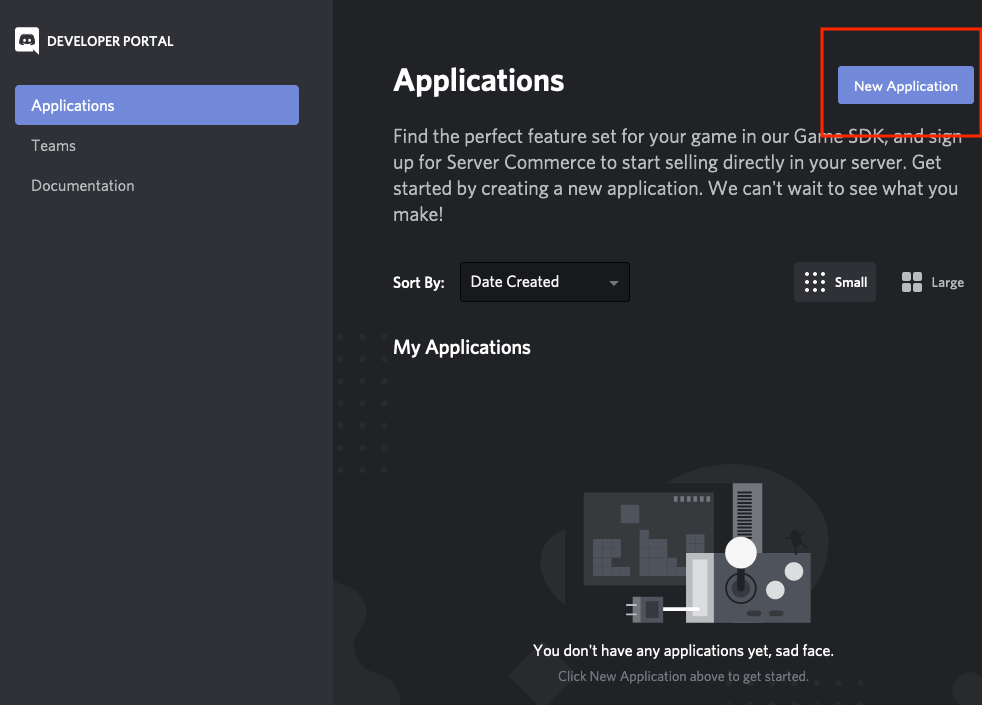 DEVELOPER PORTAL
Applications
Teams
Documentation
Applications
New Application
Find the perfect feature set for your game in our Game SDK, and sign
up for Server Commerce to start selling directly in your server. Get
started by creating a new application. We can't wait to see what you
make!
Sort By:
Date Created
Small
Large
My Applications
You don't have any applications yet, sad face.
Click New Application above to get started.